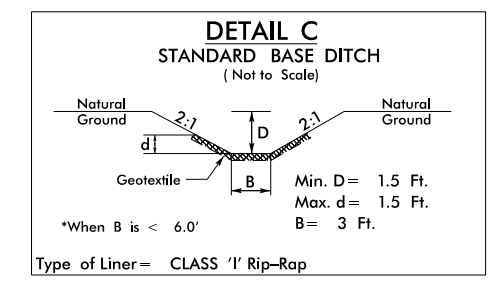 DETAIL C
STANDARD BASE DITCH
( Not to Scale)
Natural
Ground
2:1
D
2:1
Natural
Ground
d
Geotextile
B
Min. D= 1.5 Ft.
Max. d= 1.5 Ft.
B= 3 Ft.
*When B is < 6.0'
Type of Liner= CLASS 'I' Rip-Rap